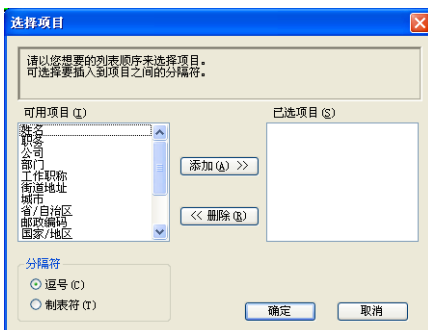 选择项目
请以您想要的列表顺序来选择项目。
可选择要插入到项目之间的分隔符。
可用项目(I)
已选项目(S)
姓名
职务
公司
部门
工作职称
街道地址
城市
省/自治区
邮政编码
国家/地区
添加(A) >>
<< 删除(R)
分隔符
逗号(C)
制表符(T)
确定
取消